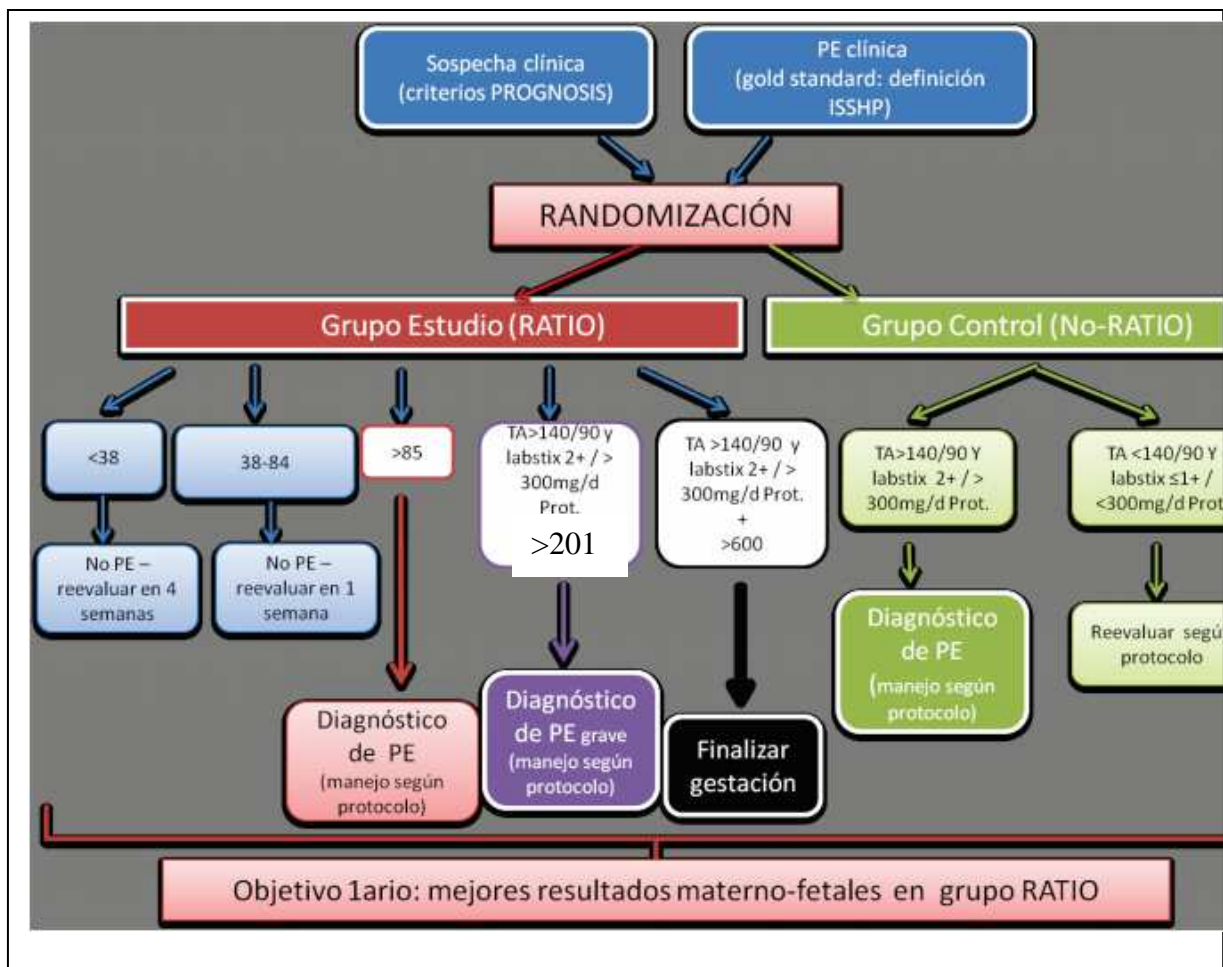 Sospecha clínica
(criterios PROGNOSIS)
PE clínica
(gold standard: definición
ISSHP)
RANDOMIZACIÓN
Grupo Estudio (RATIO)
Grupo Control (No-RATIO)
<38
38-84
>85
TA>140/90 y
labstix 2+ / >
300mg/d
Prot.
>201
TA >140/90 y
labstix 2+ / >
300mg/d Prot.
+
>600
TA>140/90 Y
labstix 2+ / >
300mg/d Prot.
TA <140/90 Y
labstix ≤1+ /
<300mg/d Prot
No PE –
reevaluar en 4
semanas
No PE –
reevaluar en 1
semana
Diagnóstico
de PE
(manejo según
protocolo)
Diagnóstico
de PE grave
(manejo según
protocolo)
Finalizar
gestación
Diagnóstico
de PE
(manejo según
protocolo)
Reevaluar segú
protocolo
Objetivo 1ario: mejores resultados materno-fetales en grupo RATIO